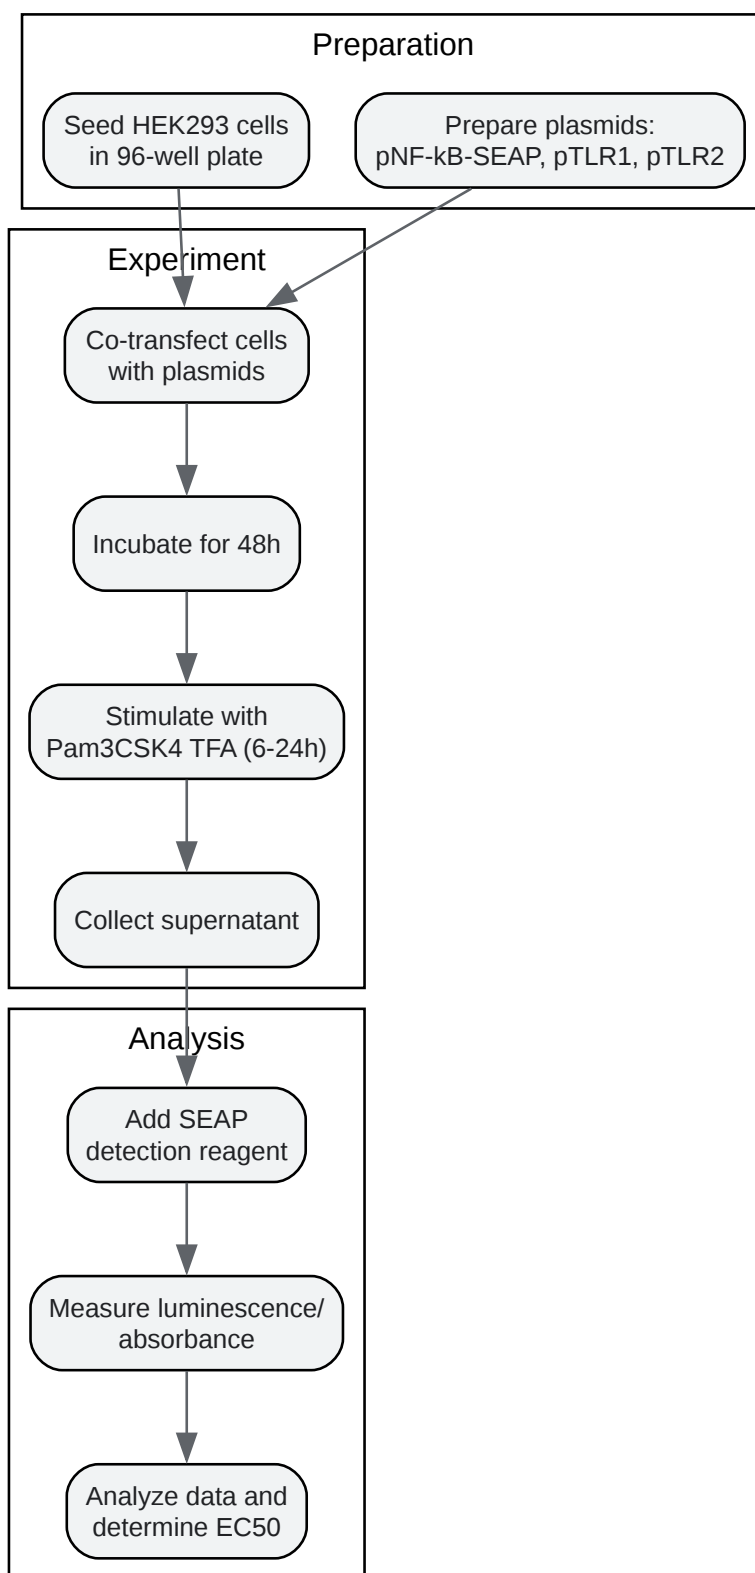 Preparation
Seed HEK293 cells
in 96-well plate
Prepare plasmids:
pNF-kB-SEAP, pTLR1, pTLR2
Experiment
Co-transfect cells
with plasmids
Incubate for 48h
Stimulate with
Pam3CSK4 TFA (6-24h)
Collect supernatant
Analysis
Add SEAP
detection reagent
Measure luminescence/
absorbance
Analyze data and
determine EC50